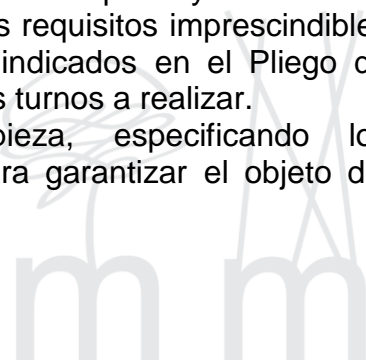 s requisitos imprescindible
indicados en el Pliego d
s turnos a realizar.
pieza, especificando lo
ra garantizar el objeto d
m m